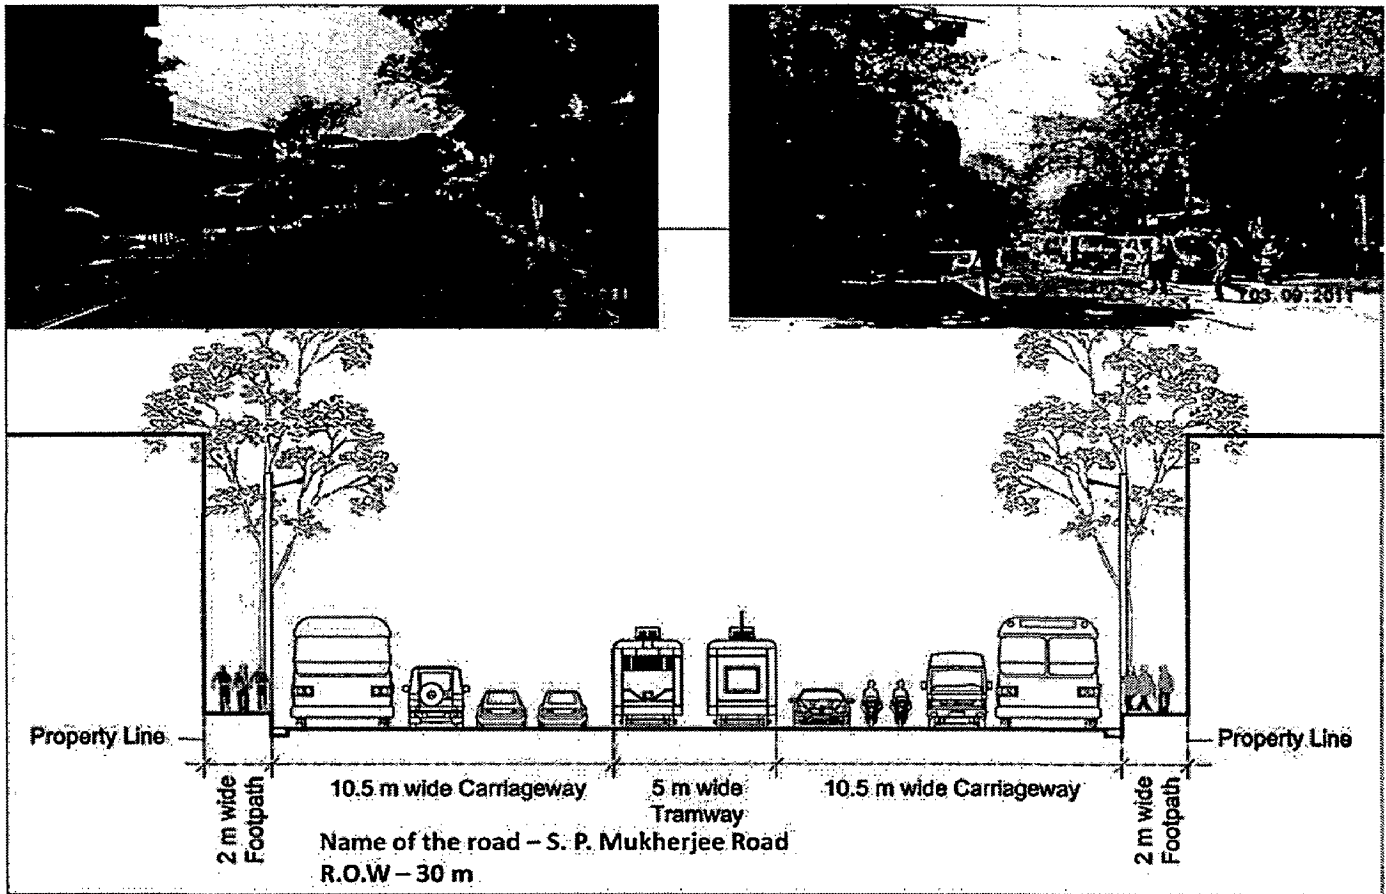 03.09.2011
Property Line
Property Line
2 m wide
Footpath
10.5 m wide Carriageway
5 m wide
Tramway
10.5 m wide Carriageway
2 m wide
Footpath
Name of the road – S. P. Mukherjee Road
R.O.W – 30 m